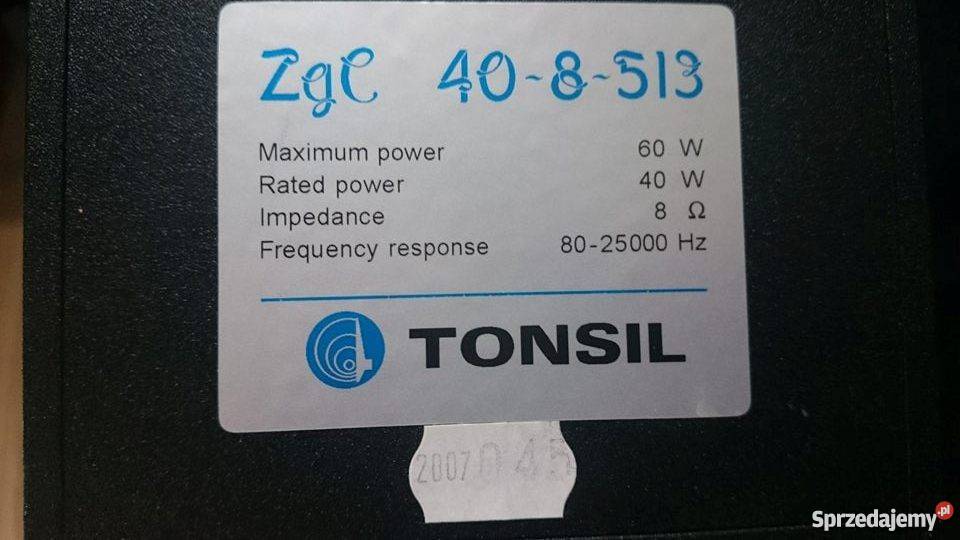 ZgC 40-8-513
Maximum power 60 W
Rated power 40 W
Impedance 8 Ω
Frequency response 80-25000 Hz
TONSIL
2007 045
Sprzedajemy.pl